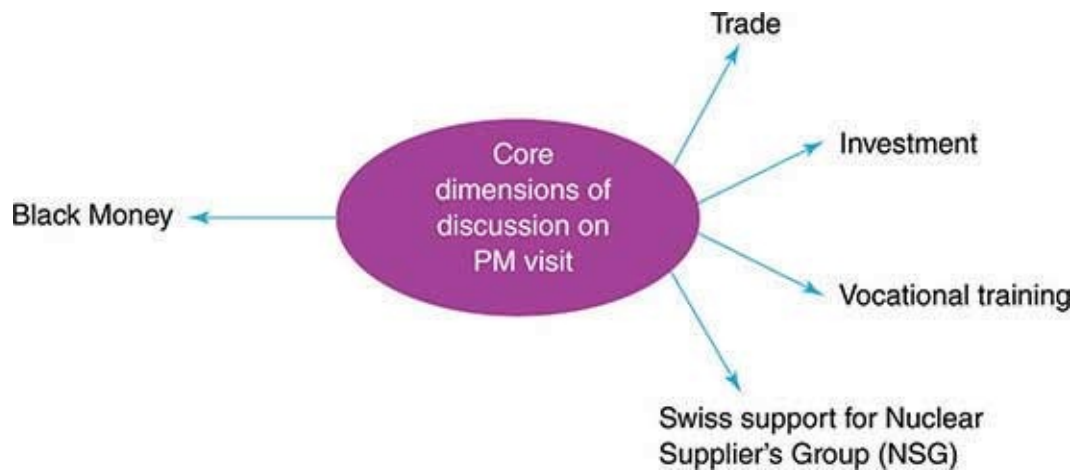 Trade
Core
dimensions of
discussion on
PM visit
Investment
Black Money
Vocational training
Swiss support for Nuclear
Supplier's Group (NSG)